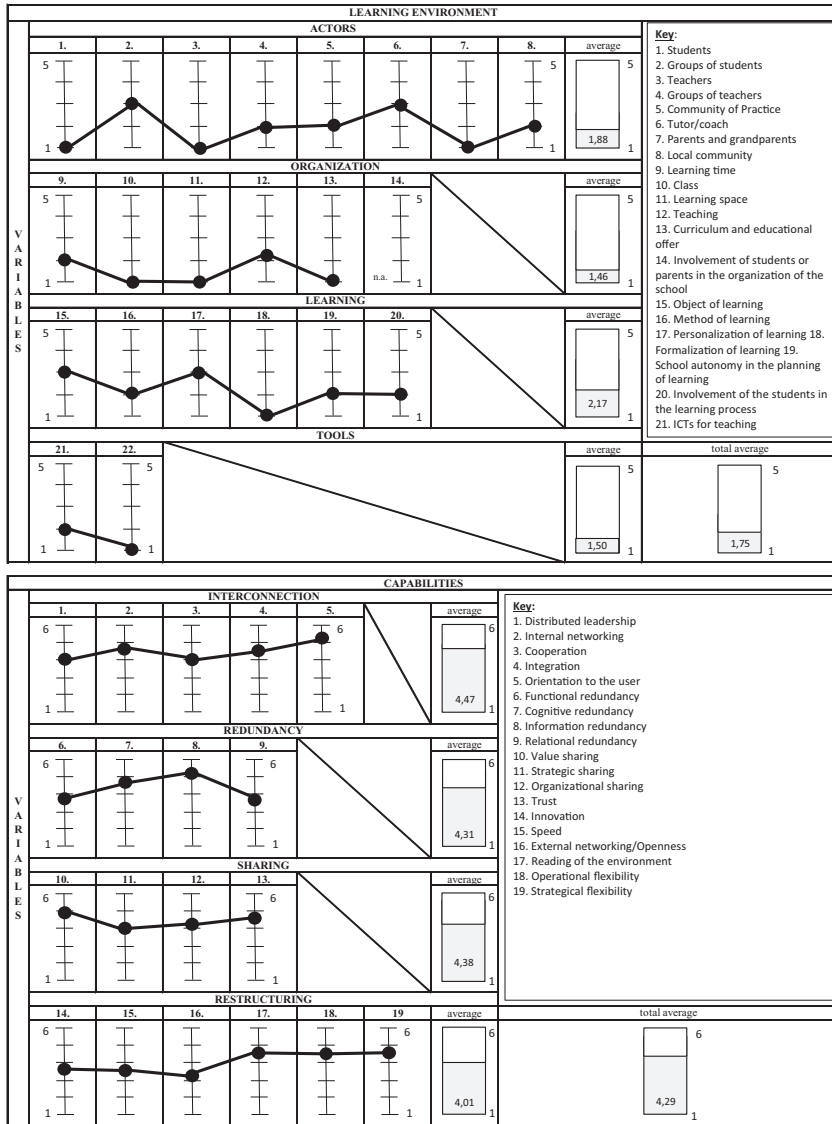 LEARNING ENVIRONMENT
ACTORS
1. 2. 3. 4. 5. 6. 7. 8. average
5 5 5
1 1 1
1,88
ORGANIZATION
9. 10. 11. 12. 13. 14. average
5 5 5
n.a.
1 1 1
1,46
LEARNING
15. 16. 17. 18. 19. 20. average
5 5 5
1 1 1
2,17
TOOLS
21. 22. average total average
5 5 5 5
1 1 1 1
1,50 1,75
VARIABLES
Key:
1. Students
2. Groups of students
3. Teachers
4. Groups of teachers
5. Community of Practice
6. Tutor/coach
7. Parents and grandparents
8. Local community
9. Learning time
10. Class
11. Learning space
12. Teaching
13. Curriculum and educational
offer
14. Involvement of students or
parents in the organization of the
school
15. Object of learning
16. Method of learning
17. Personalization of learning 18.
Formalization of learning 19.
School autonomy in the planning
of learning
20. Involvement of the students in
the learning process
21. ICTs for teaching
CAPABILITIES
INTERCONNECTION
1. 2. 3. 4. 5. average
6 6 6
1 1 1
4,47
REDUNDANCY
6. 7. 8. 9. average
6 6 6
1 1 1
4,31
SHARING
10. 11. 12. 13. average
6 6 6
1 1 1
4,38
RESTRUCTURING
14. 15. 16. 17. 18. 19 average total average
6 6 6 6
1 1 1 1
4,01 4,29
VARIABLES
Key:
1. Distributed leadership
2. Internal networking
3. Cooperation
4. Integration
5. Orientation to the user
6. Functional redundancy
7. Cognitive redundancy
8. Information redundancy
9. Relational redundancy
10. Value sharing
11. Strategic sharing
12. Organizational sharing
13. Trust
14. Innovation
15. Speed
16. External networking/Openness
17. Reading of the environment
18. Operational flexibility
19. Strategical flexibility